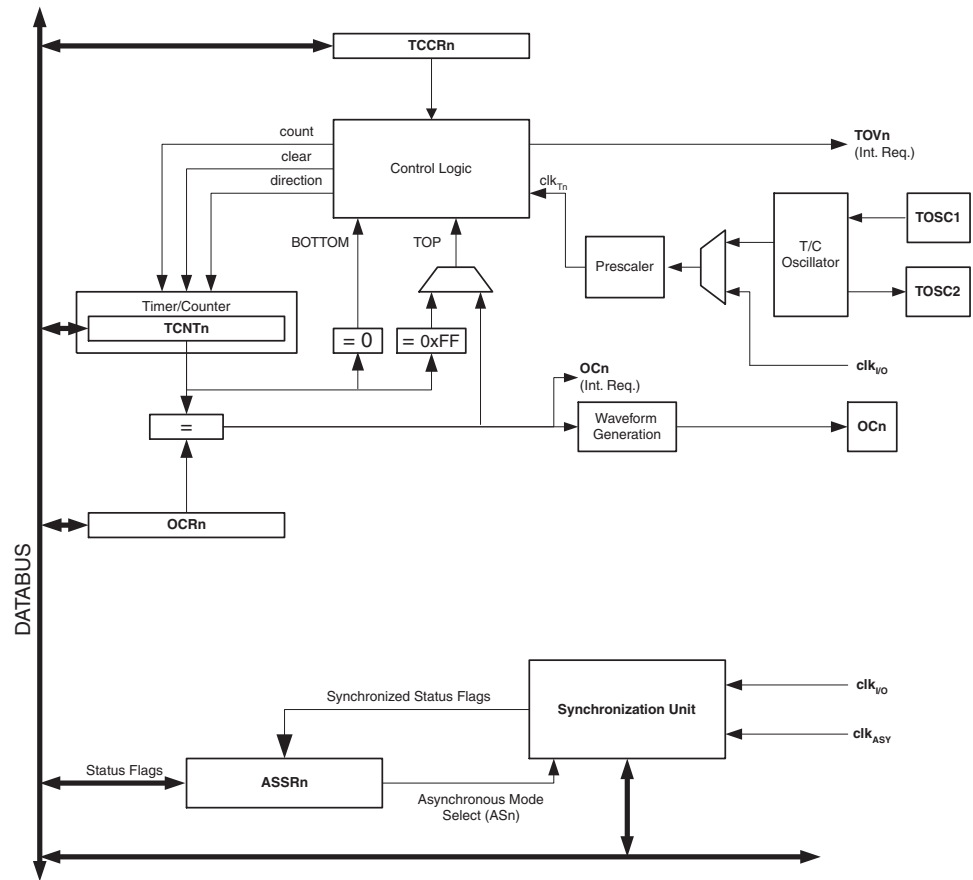 TCCRn
count
clear
direction
Control Logic
TOVn
(Int. Req.)
clkTn
BOTTOM
TOP
Prescaler
T/C
Oscillator
TOSC1
TOSC2
Timer/Counter
TCNTn
= 0
= 0xFF
clkI/O
OCn
(Int. Req.)
=
Waveform
Generation
OCn
OCRn
DATABUS
Synchronized Status Flags
Synchronization Unit
clkI/O
clkASY
Status Flags
ASSRn
Asynchronous Mode
Select (ASn)